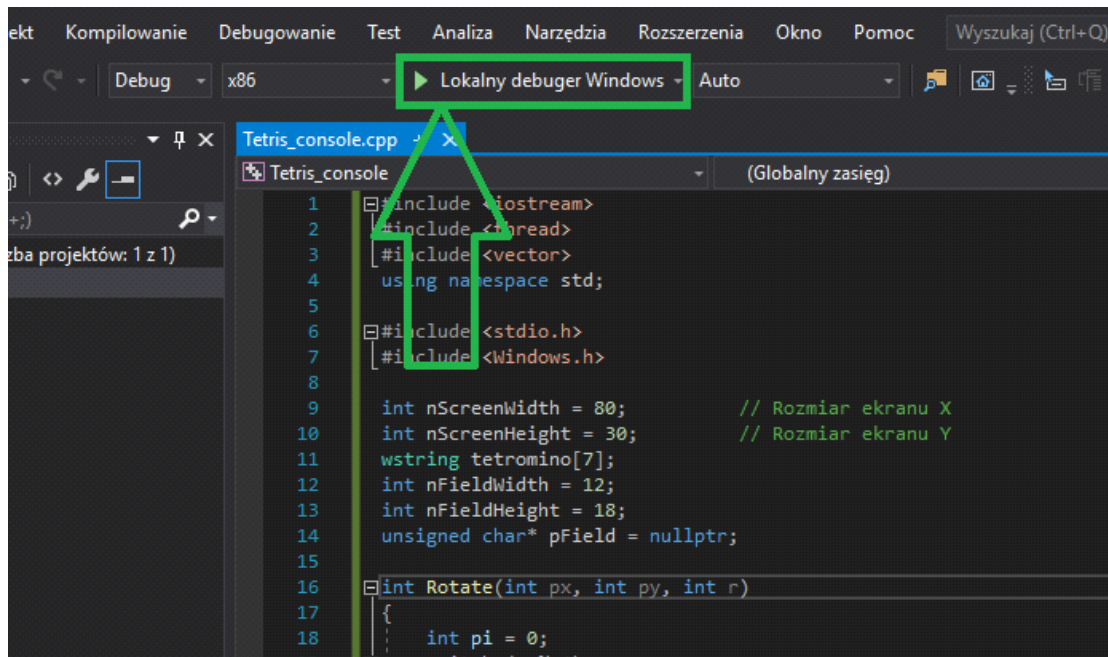 ekt Kompilowanie Debugowanie Test Analiza Narzędzia Rozszerzenia Okno Pomoc Wyszukaj (Ctrl+Q)
Debug x86 Lokalny debuger Windows Auto
Tetris_console.cpp
Tetris_console (Globalny zasięg)
+;)
zba projektów: 1 z 1)
1 #include <iostream>
2 #include <thread>
3 #include <vector>
4 using namespace std;
5
6 #include <stdio.h>
7 #include <Windows.h>
8
9 int nScreenWidth = 80; // Rozmiar ekranu X
10 int nScreenHeight = 30; // Rozmiar ekranu Y
11 wstring tetromino[7];
12 int nFieldWidth = 12;
13 int nFieldHeight = 18;
14 unsigned char* pField = nullptr;
15
16 int Rotate(int px, int py, int r)
17 {
18 int pi = 0;